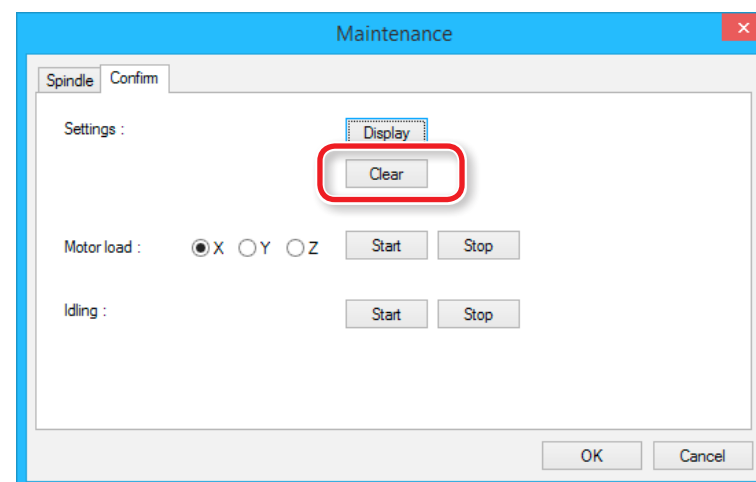 Maintenance
Spindle Confirm
Settings : Display
Clear
Motor load : X Y Z Start Stop
Idling : Start Stop
OK Cancel